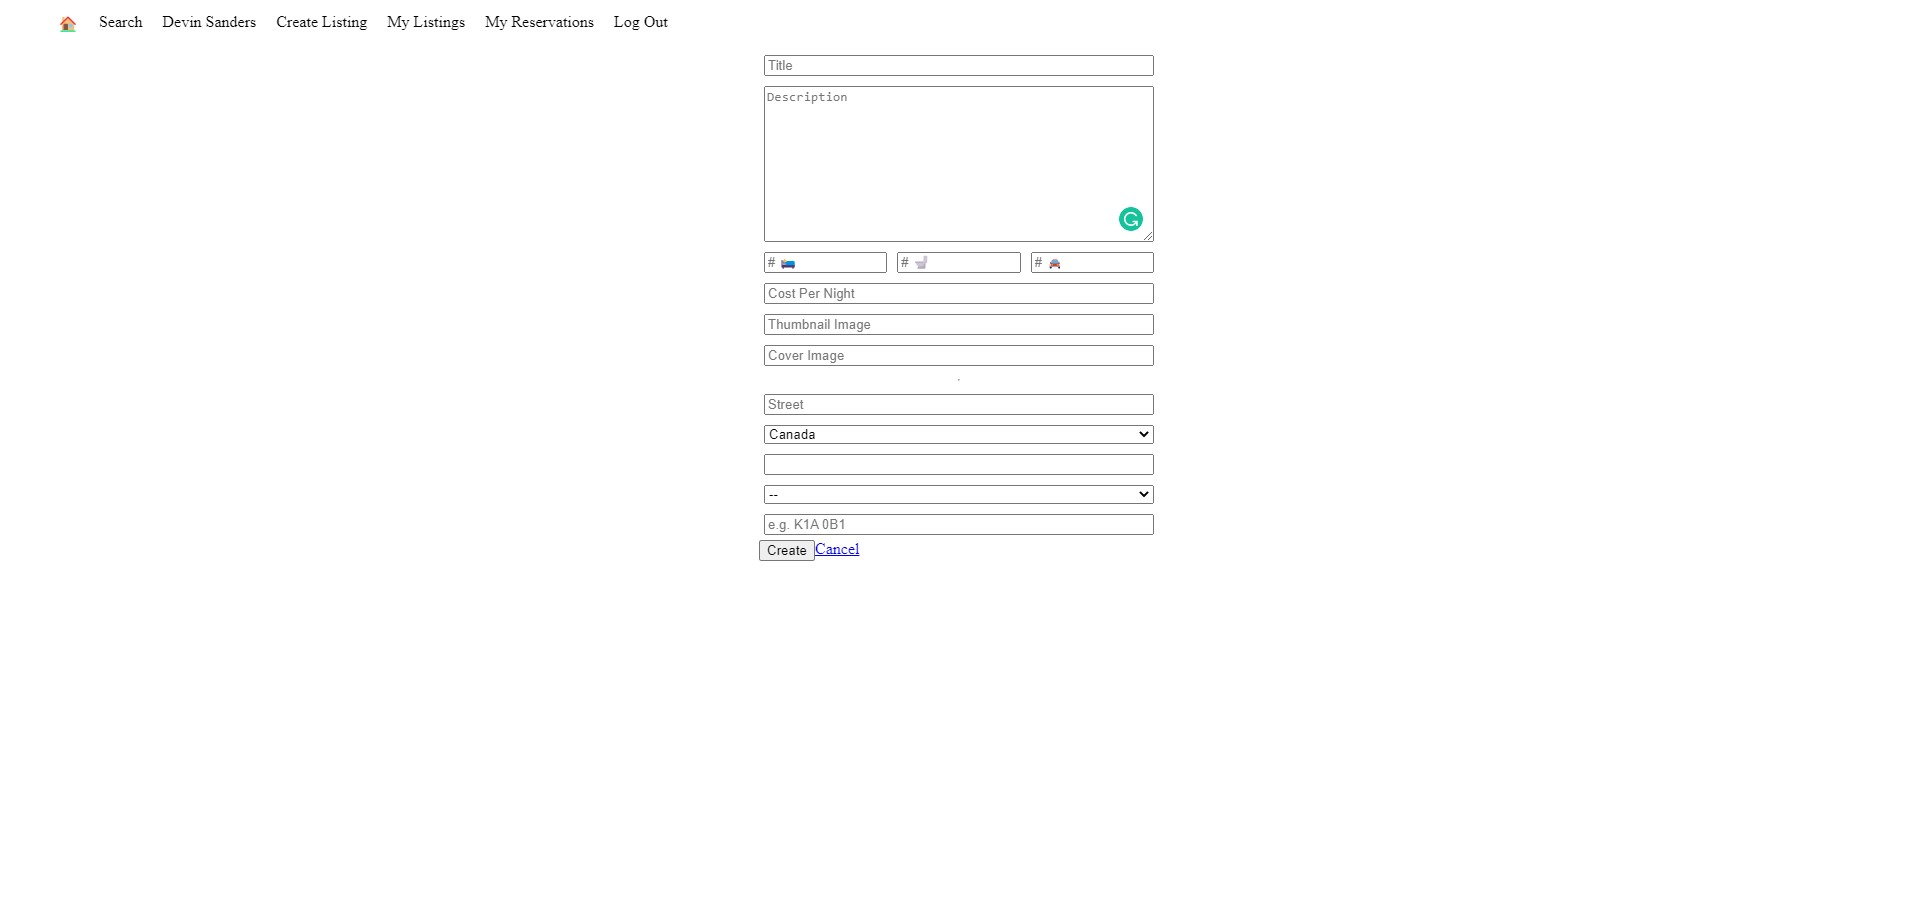 🏠 Search Devin Sanders Create Listing My Listings My Reservations Log Out
Title
Description
# 🛌 # 🚽 # 🚘
Cost Per Night
Thumbnail Image
Cover Image
Street
Canada
--
e.g. K1A 0B1
Create Cancel